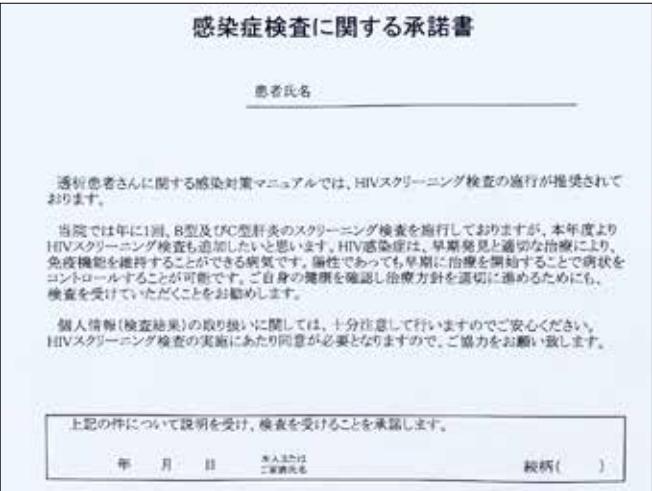 感染症検査に関する承諾書
患者氏名
透析患者さんに関する感染対策マニュアルでは、HIVスクリーニング検査の施行が推奨されて
おります。
当院では年に1回、B型及びC型肝炎のスクリーニング検査を施行しておりますが、本年度より
HIVスクリーニング検査も追加したいと思います。HIV感染症は、早期発見と適切な治療により、
免疫機能を維持することができる病気です。陽性であっても早期に治療を開始することで病状を
コントロールすることが可能です。ご自身の健康を確認し治療方針を適切に進めるためにも、
検査を受けていただくことをお勧めします。
個人情報(検査結果)の取り扱いに関しては、十分注意して行いますのでご安心ください。
HIVスクリーニング検査の実施にあたり同意が必要となりますので、ご協力をお願い致します。
上記の件について説明を受け、検査を受けることを承諾します。
年 月 日 本人または ご家族氏名 続柄( )